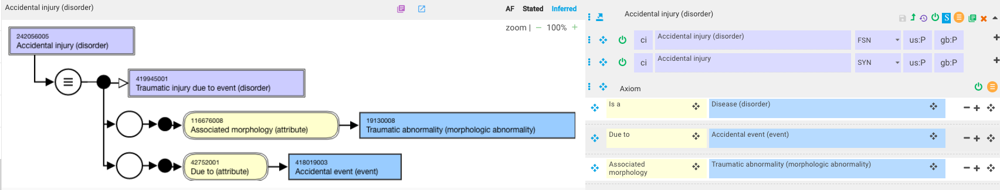 Accidental injury (disorder)
AF Stated Inferred
zoom | − 100% +
242056005
Accidental injury (disorder)
419945001
Traumatic injury due to event (disorder)
116676008
Associated morphology (attribute)
19130008
Traumatic abnormality (morphologic abnormality)
42752001
Due to (attribute)
418019003
Accidental event (event)
Accidental injury (disorder)
S
ci Accidental injury (disorder) FSN us:P gb:P
ci Accidental injury SYN us:P gb:P
Axiom
Is a Disease (disorder)
Due to Accidental event (event)
Associated morphology Traumatic abnormality (morphologic abnormality)